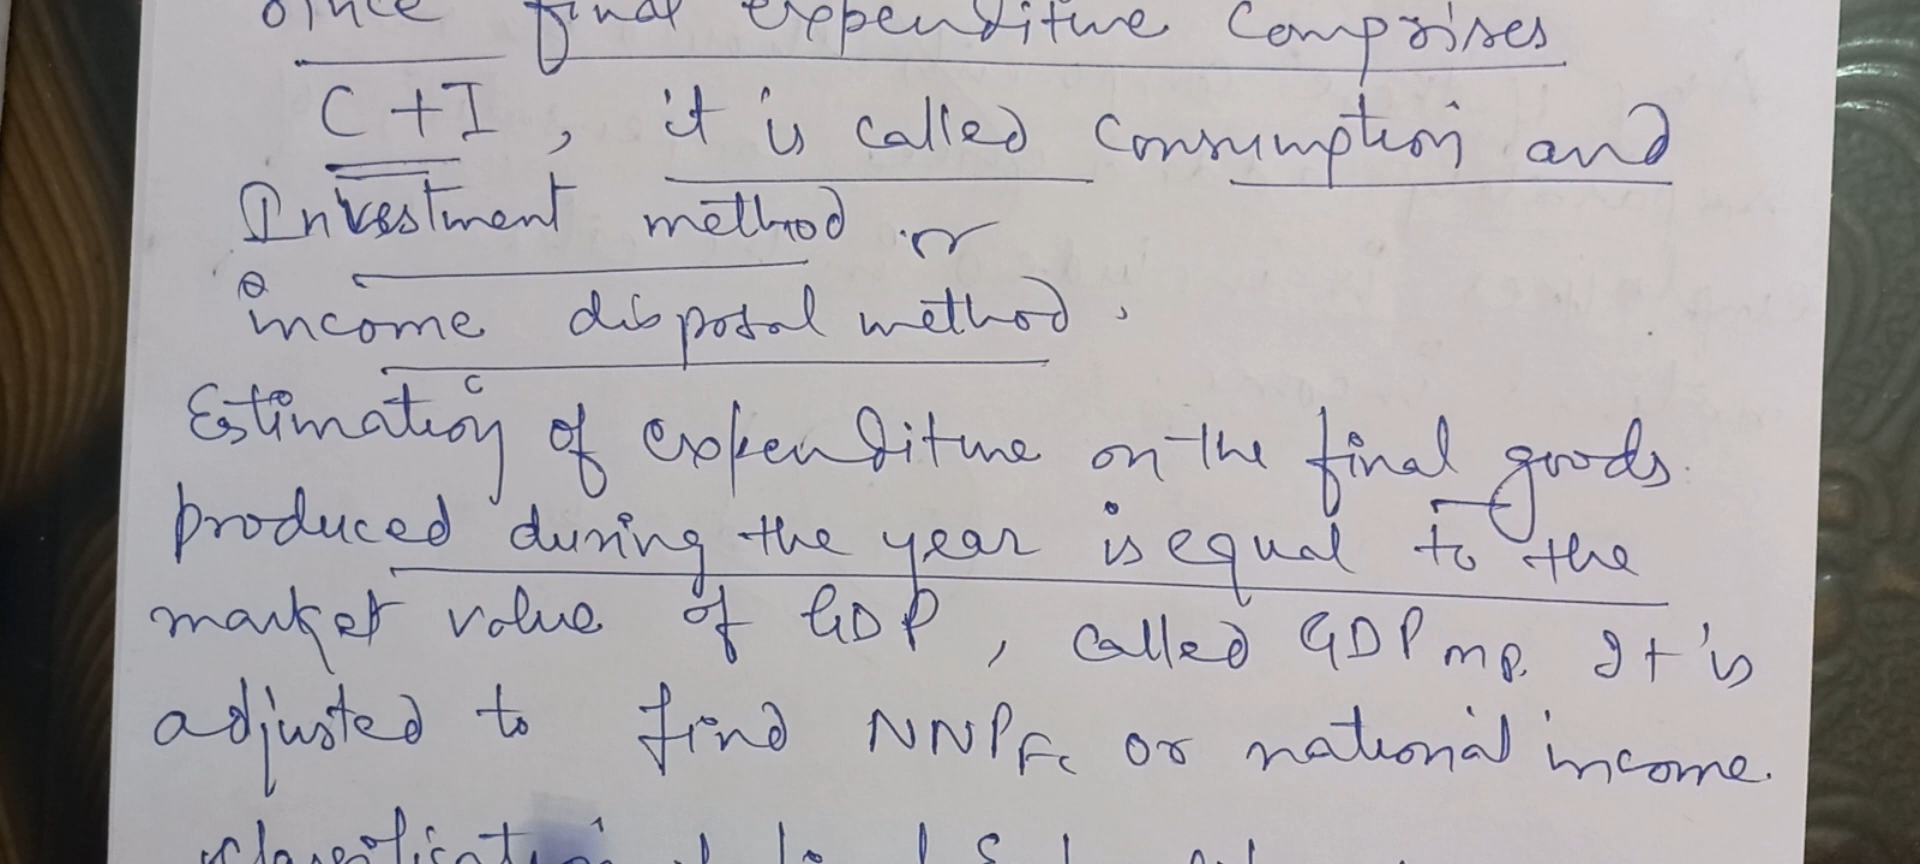 Since final expenditure comprises
C + I, it is called consumption and
Investment method or
income disposal method.
Estimation of expenditure on the final goods
produced during the year is equal to the
market value of GDP, called GDP mp. It is
adjusted to find NNP Fc or national income.
classification